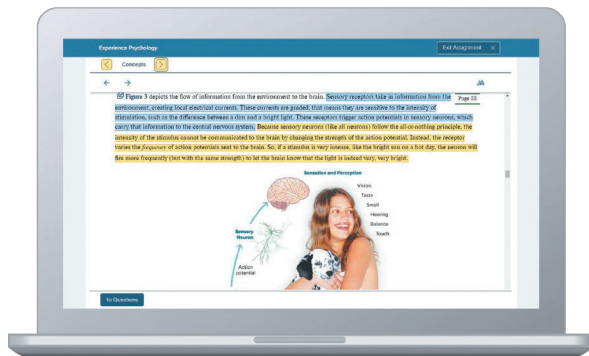 Experience Psychology
Exit Assignment X
Concepts
Figure 3 depicts the flow of information from the environment to the brain. Sensory receptors take in information from the
Page 88
environment, creating local electrical currents. These currents are graded; that means they are sensitive to the intensity of
stimulation, such as the difference between a dim and a bright light. These receptors trigger action potentials in sensory neurons, which
carry that information to the central nervous system. Because sensory neurons (like all neurons) follow the all-or-nothing principle, the
intensity of the stimulus cannot be communicated to the brain by changing the strength of the action potential. Instead, the receptor
varies the frequency of action potentials sent to the brain. So, if a stimulus is very intense, like the bright sun on a hot day, the neuron will
fire more frequently (but with the same strength) to let the brain know that the light is indeed very, very bright.
Sensation and Perception
Vision
Taste
Smell
Hearing
Balance
Touch
Sensory
Neuron
Action
potential
To Questions